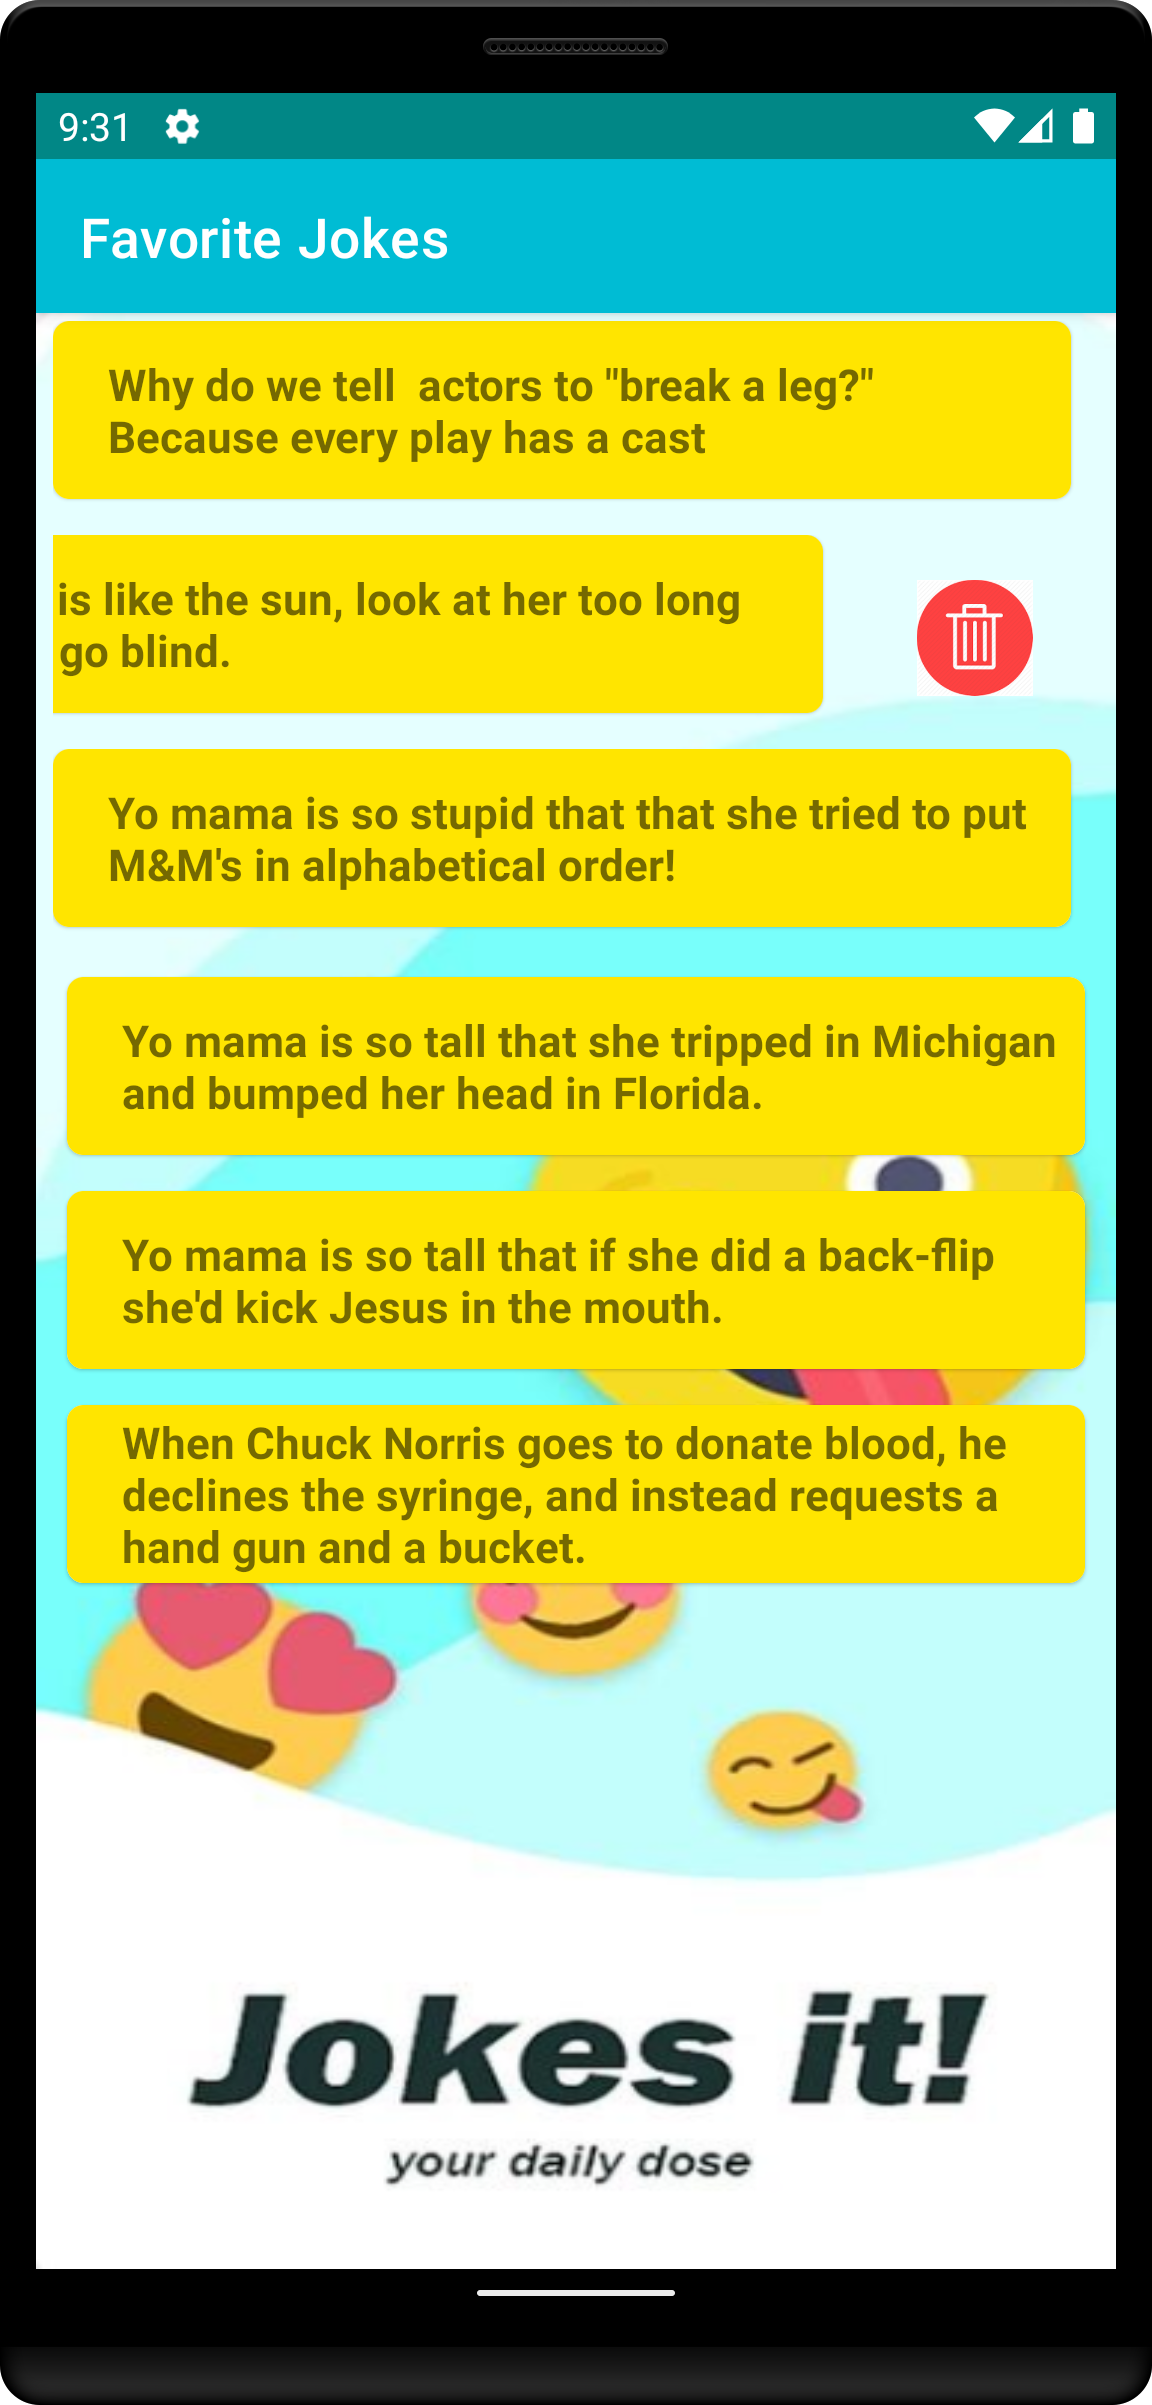 9:31
Favorite Jokes
Why do we tell  actors to "break a leg?"
Because every play has a cast
is like the sun, look at her too long
go blind.
Yo mama is so stupid that that she tried to put
M&M's in alphabetical order!
Yo mama is so tall that she tripped in Michigan
and bumped her head in Florida.
Yo mama is so tall that if she did a back-flip
she'd kick Jesus in the mouth.
When Chuck Norris goes to donate blood, he
declines the syringe, and instead requests a
hand gun and a bucket.
Jokes it!
your daily dose